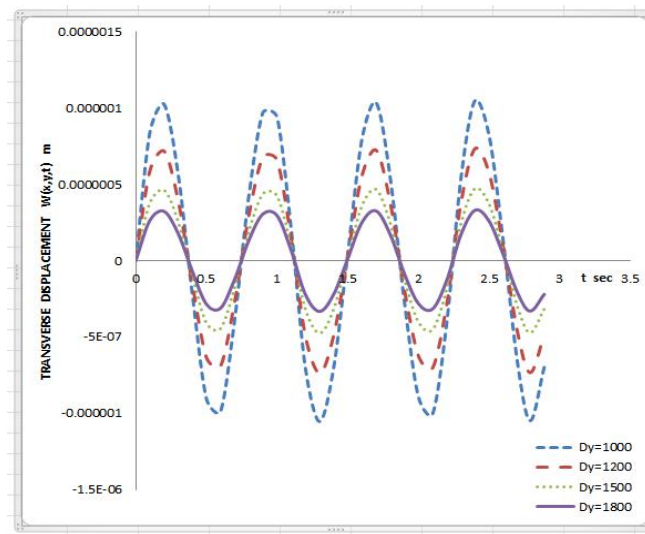 TRANSVERSE DISPLACEMENT W(x,y,t) m
0.0000015
0.000001
0.0000005
0
-5E-07
-0.000001
-1.5E-06
0 0.5 1 1.5 2 2.5 3 3.5
t sec
Dy=1000
Dy=1200
Dy=1500
Dy=1800